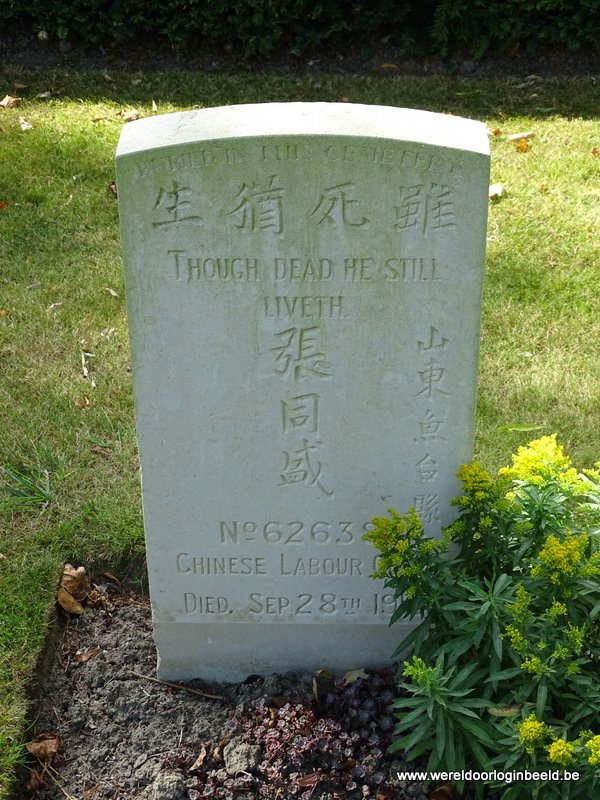 BURIED IN THIS CEMETERY
雖死猶生
THOUGH DEAD HE STILL
LIVETH.
山東魚台縣
張同盛
No 62638
CHINESE LABOUR
DIED. SEP 28TH
www.wereldoorloginbeeld.be